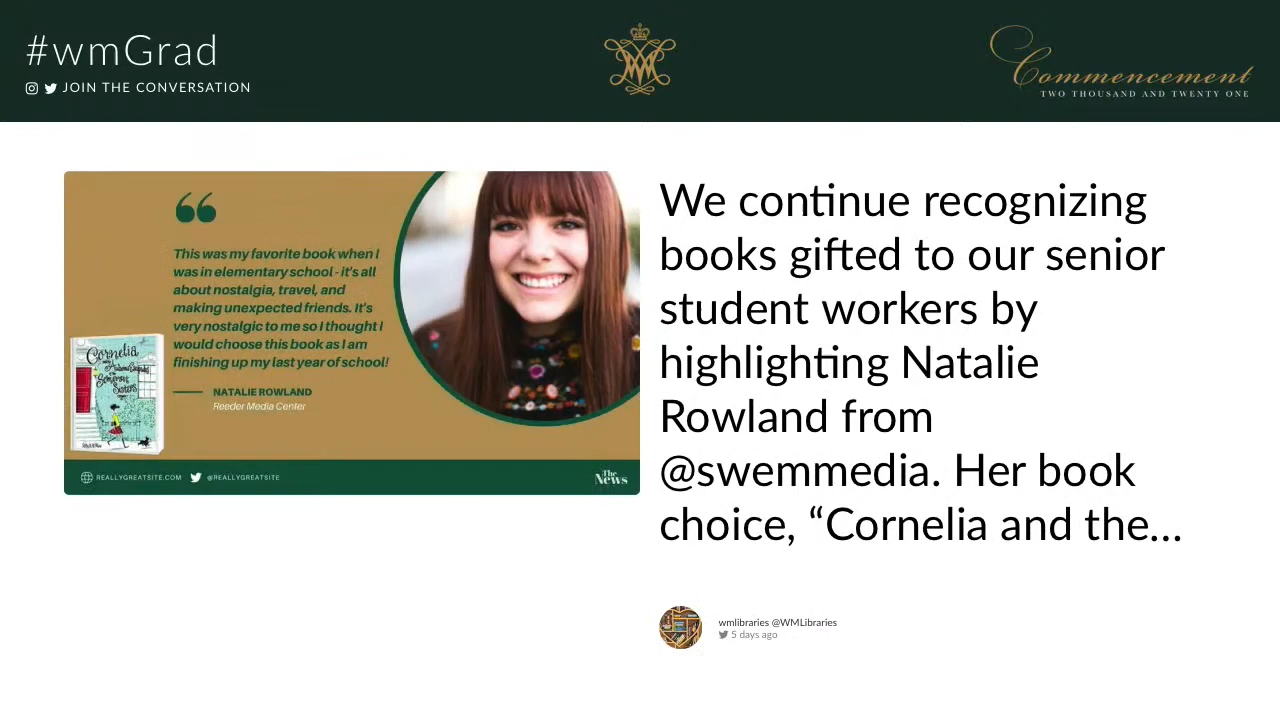 #wmGrad
JOIN THE CONVERSATION
Commencement
TWO THOUSAND AND TWENTY ONE
This was my favorite book when I
was in elementary school - it's all
about nostalgia, travel, and
making unexpected friends. It's
very nostalgic to me so I thought I
would choose this book as I am
finishing up my last year of school!
NATALIE ROWLAND
Reeder Media Center
Cornelia
Somerset
Sisters
REALLYGREATSITE.COM
@REALLYGREATSITE
The
News
We continue recognizing
books gifted to our senior
student workers by
highlighting Natalie
Rowland from
@swemmedia. Her book
choice, “Cornelia and the...
wmlibraries @WMLibraries
5 days ago